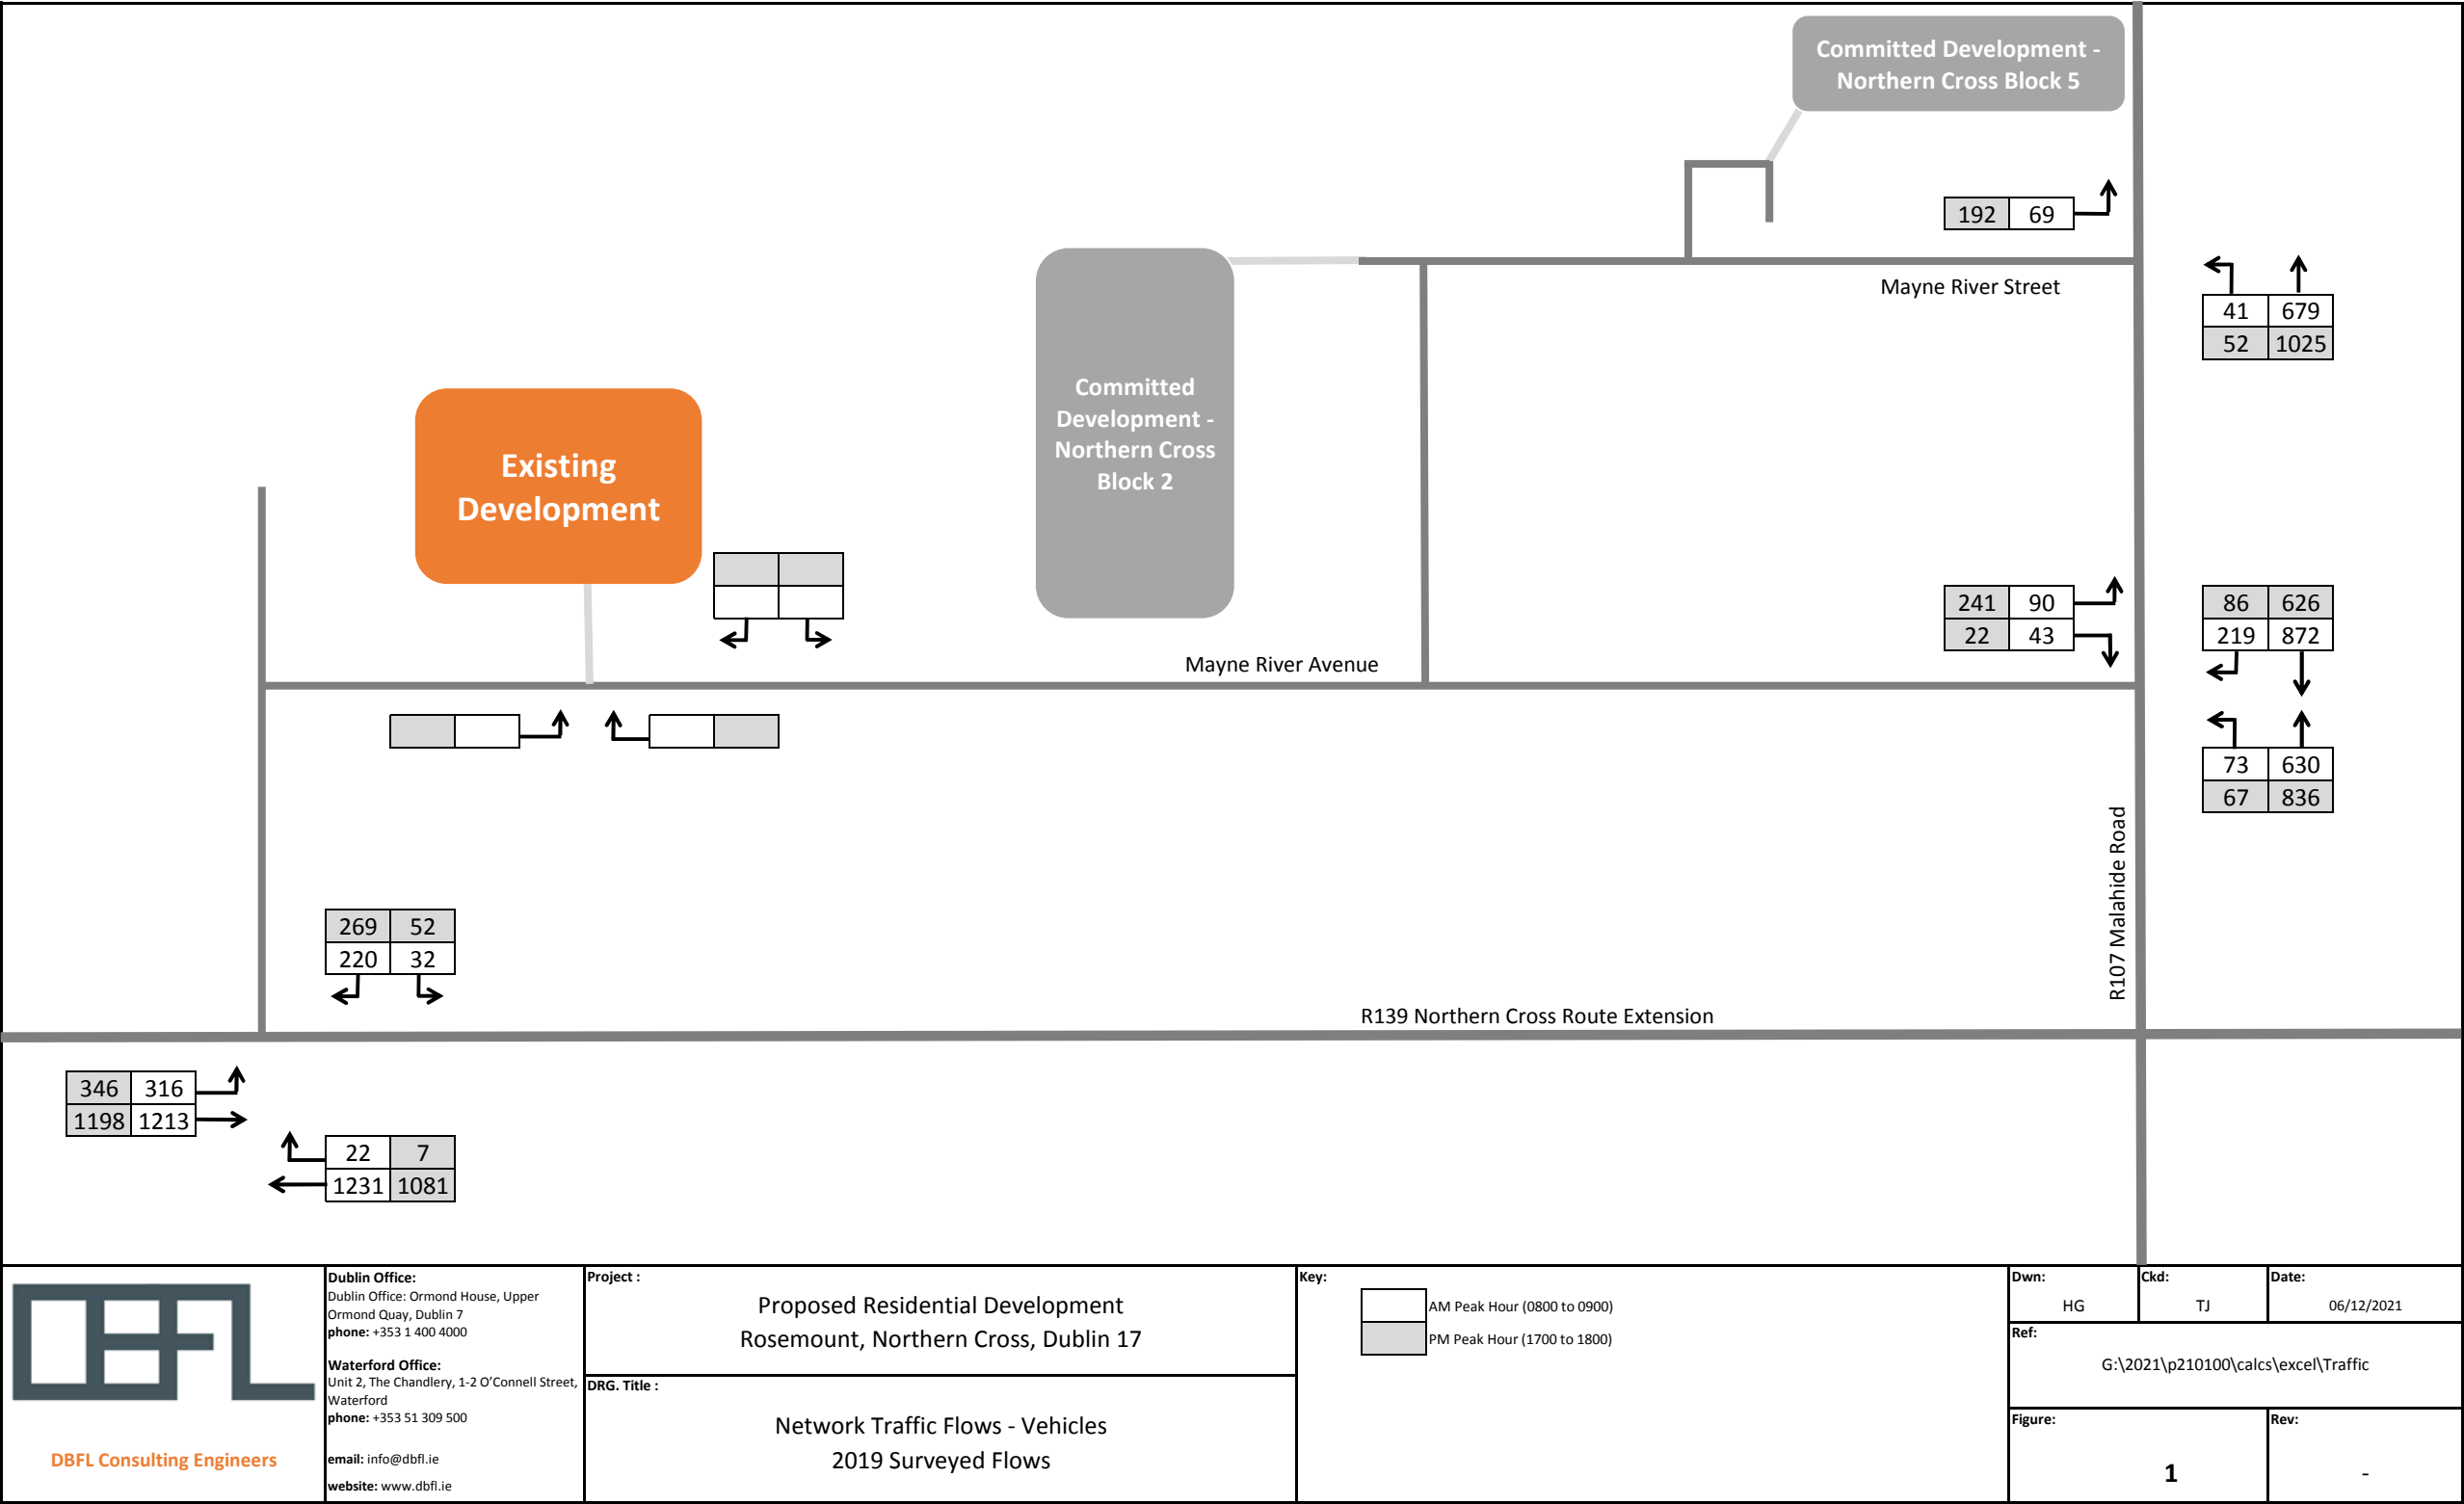 Committed Development -
Northern Cross Block 5
192 69
Mayne River Street
41 679
52 1025
Committed
Development -
Northern Cross
Block 2
Existing
Development
241 90
22 43
86 626
219 872
Mayne River Avenue
73 630
67 836
R107 Malahide Road
269 52
220 32
R139 Northern Cross Route Extension
346 316
1198 1213
22 7
1231 1081
DBFL
DBFL Consulting Engineers
Dublin Office:
Dublin Office: Ormond House, Upper
Ormond Quay, Dublin 7
phone: +353 1 400 4000
Waterford Office:
Unit 2, The Chandlery, 1-2 O’Connell Street,
Waterford
phone: +353 51 309 500
email: info@dbfl.ie
website: www.dbfl.ie
Project :
Proposed Residential Development
Rosemount, Northern Cross, Dublin 17
DRG. Title :
Network Traffic Flows - Vehicles
2019 Surveyed Flows
Key:
AM Peak Hour (0800 to 0900)
PM Peak Hour (1700 to 1800)
Dwn:
HG
Ckd:
TJ
Date:
06/12/2021
Ref:
G:\2021\p210100\calcs\excel\Traffic
Figure:
1
Rev:
-